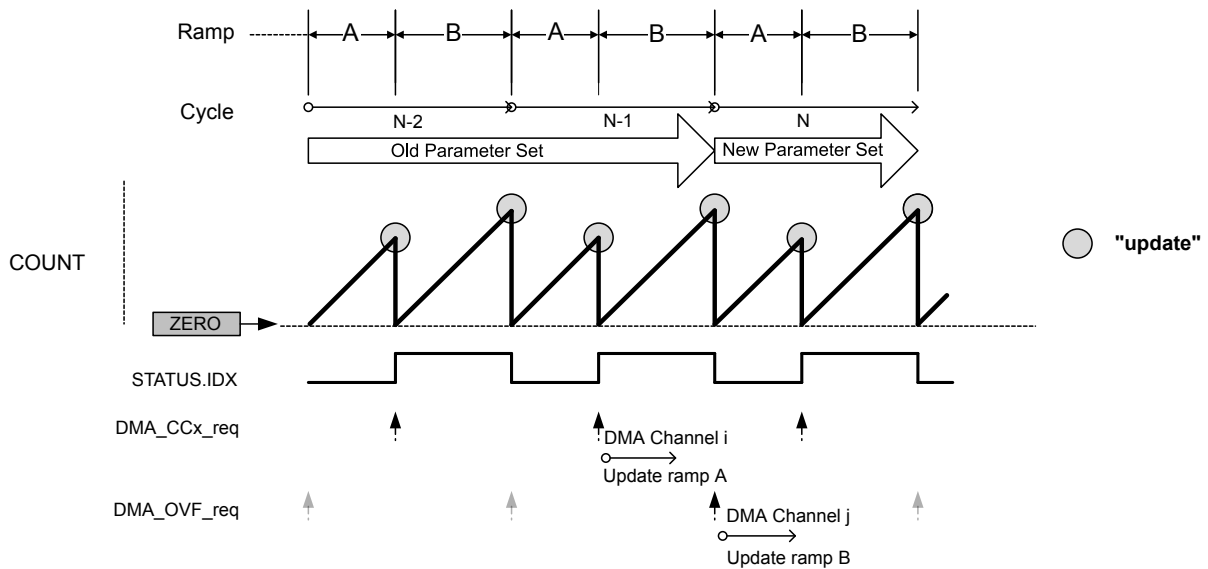 Ramp A B A B A B
Cycle
N-2 N-1 N
Old Parameter Set New Parameter Set
COUNT
"update"
ZERO
STATUS.IDX
DMA_CCx_req
DMA Channel i
Update ramp A
DMA_OVF_req
DMA Channel j
Update ramp B